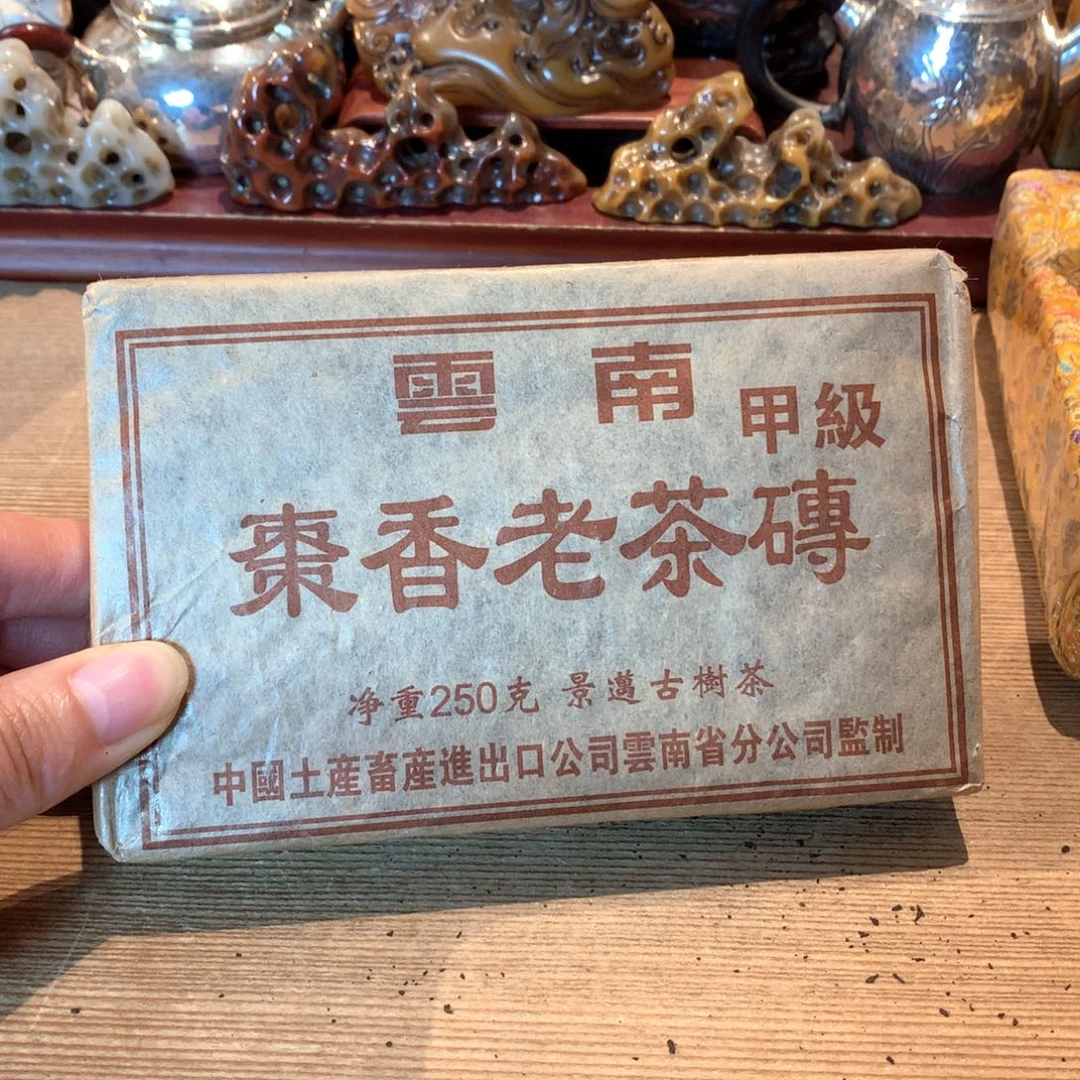 雲南 甲級
棗香老茶磚
净重250克 景邁古樹茶
中國土産畜産進出口公司雲南省分公司監制